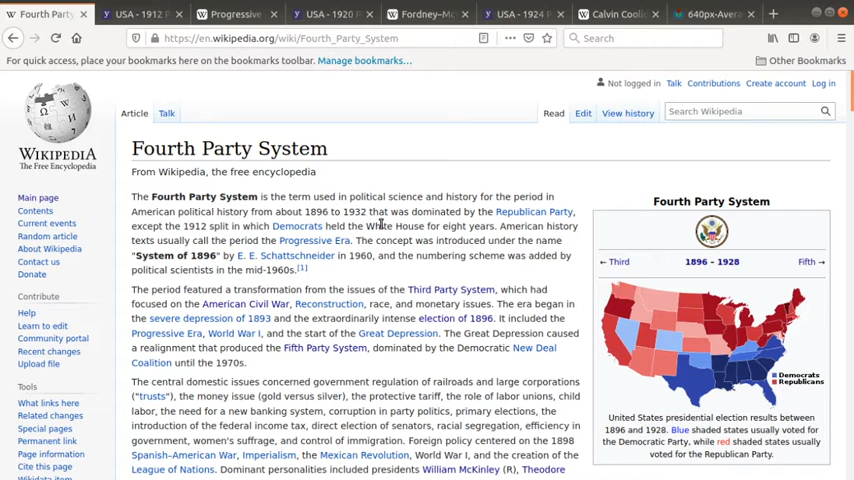 Fourth Party S
USA - 1912 P
Progressive
USA - 1920 P
Fordney–Mc
USA - 1924 P
Calvin Coolid
640px-Avera
https://en.wikipedia.org/wiki/Fourth_Party_System
Search
For quick access, place your bookmarks here on the bookmarks toolbar. Manage bookmarks...
Other Bookmarks
Not logged in Talk Contributions Create account Log in
Article Talk Read Edit View history Search Wikipedia
WIKIPEDIA
The Free Encyclopedia
Main page
Contents
Current events
Random article
About Wikipedia
Contact us
Donate
Contribute
Help
Learn to edit
Community portal
Recent changes
Upload file
Tools
What links here
Related changes
Special pages
Permanent link
Page information
Cite this page
Wikidata item
Fourth Party System
From Wikipedia, the free encyclopedia
The Fourth Party System is the term used in political science and history for the period in
American political history from about 1896 to 1932 that was dominated by the Republican Party,
except the 1912 split in which Democrats held the White House for eight years. American history
texts usually call the period the Progressive Era. The concept was introduced under the name
"System of 1896" by E. E. Schattschneider in 1960, and the numbering scheme was added by
political scientists in the mid-1960s.[1]
The period featured a transformation from the issues of the Third Party System, which had
focused on the American Civil War, Reconstruction, race, and monetary issues. The era began in
the severe depression of 1893 and the extraordinarily intense election of 1896. It included the
Progressive Era, World War I, and the start of the Great Depression. The Great Depression caused
a realignment that produced the Fifth Party System, dominated by the Democratic New Deal
Coalition until the 1970s.
The central domestic issues concerned government regulation of railroads and large corporations
("trusts"), the money issue (gold versus silver), the protective tariff, the role of labor unions, child
labor, the need for a new banking system, corruption in party politics, primary elections, the
introduction of the federal income tax, direct election of senators, racial segregation, efficiency in
government, women's suffrage, and control of immigration. Foreign policy centered on the 1898
Spanish–American War, Imperialism, the Mexican Revolution, World War I, and the creation of the
League of Nations. Dominant personalities included presidents William McKinley (R), Theodore
Fourth Party System
← Third 1896 – 1928 Fifth →
Democrats
Republicans
United States presidential election results between
1896 and 1928. Blue shaded states usually voted for
the Democratic Party, while red shaded states usually
voted for the Republican Party.